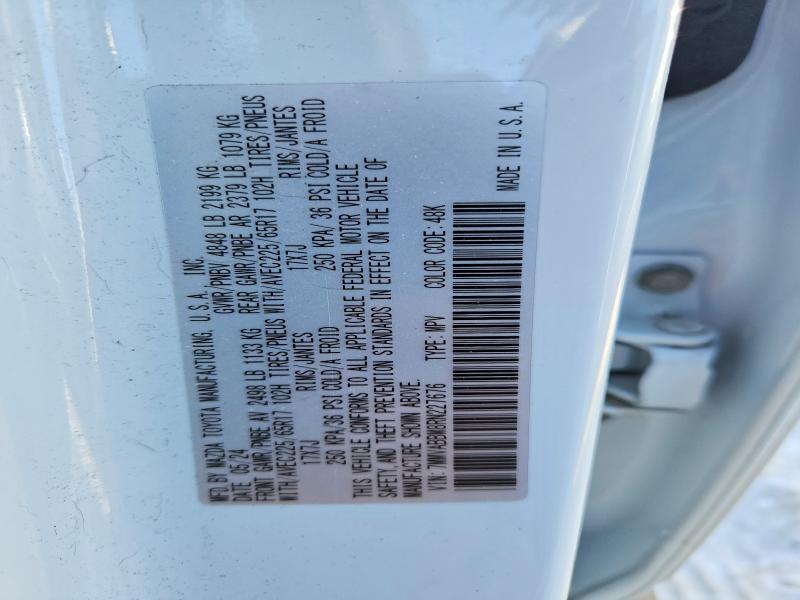 MFD.BY MAZDA TOYOTA MANUFACTURING, U.S.A., INC.
DATE 05/24 GWMR/PNBV 4848 LB 2199 KG
FRONT GAWR/PNBE AV 2498 LB 1133 KG REAR GAWR/PNBE AR 2379 LB 1079 KG
WITH/AVEC225/65R17 102H TIRES/PNEUS WITH/AVEC225/65R17 102H TIRES/PNEUS
17X7J RIMS/JANTES 17X7J RIMS/JANTES
250 KPA/36 PSI COLD/A FROID 250 KPA/ 36 PSI COLD/A FROID
THIS VEHICLE CONFORMS TO ALL APPLICABLE FEDERAL MOTOR VEHICLE
SAFETY,AND THEFT PREVENTION STANDARDS IN EFFECT ON THE DATE OF
MANUFACTURE SHOWN ABOVE.
TYPE: MPV COLOR CODE: 48K
MADE IN U.S.A.